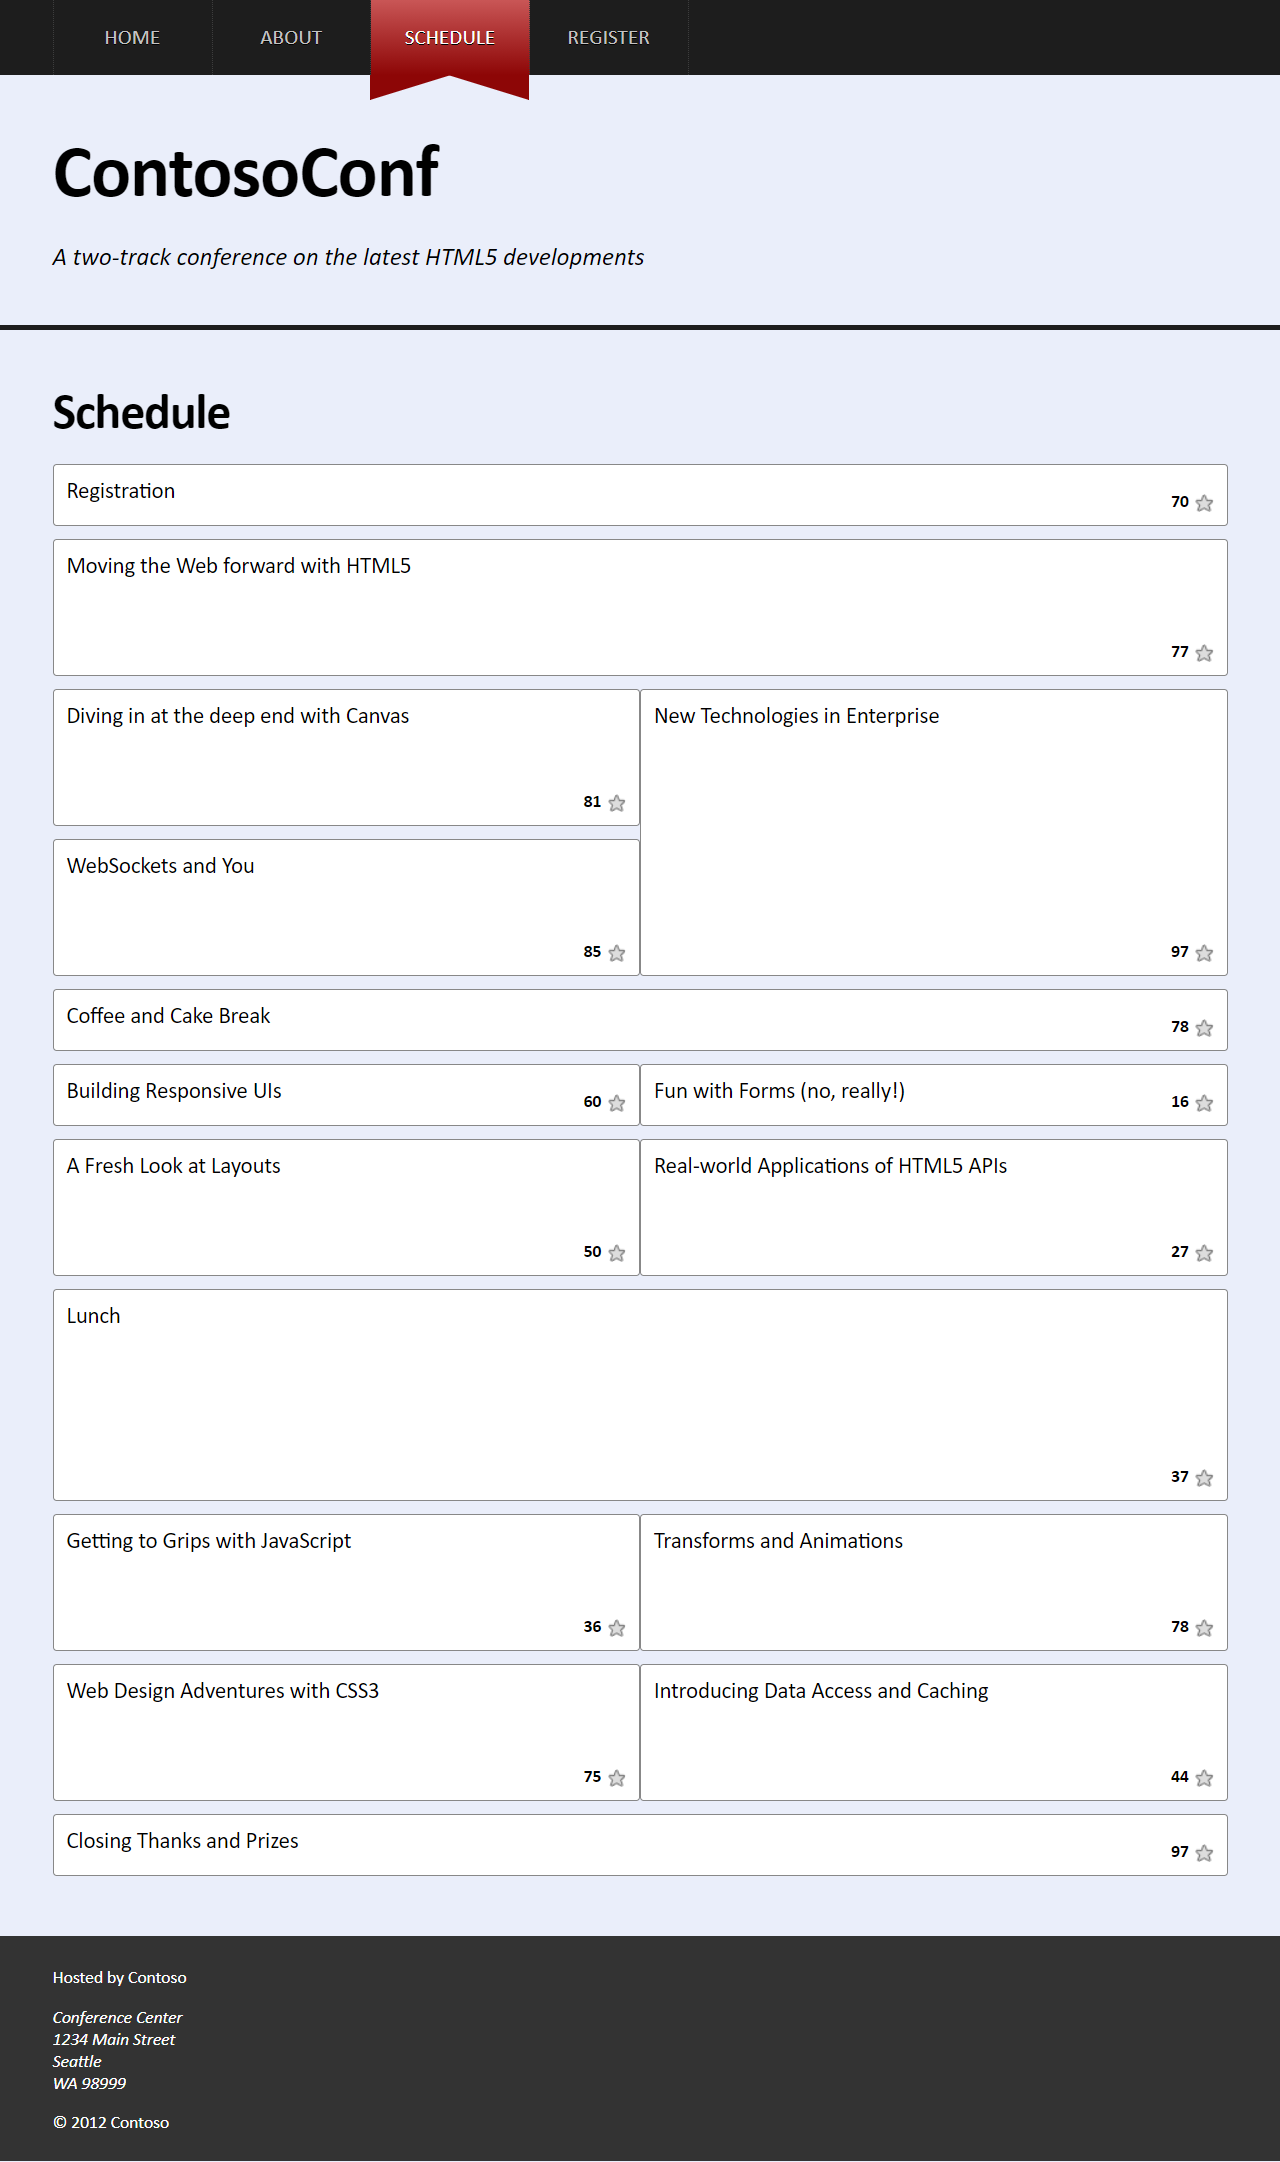 HOME ABOUT SCHEDULE REGISTER
ContosoConf
A two-track conference on the latest HTML5 developments
Schedule
Registration
70
Moving the Web forward with HTML5
77
Diving in at the deep end with Canvas
81
New Technologies in Enterprise
97
WebSockets and You
85
Coffee and Cake Break
78
Building Responsive UIs
60
Fun with Forms (no, really!)
16
A Fresh Look at Layouts
50
Real-world Applications of HTML5 APIs
27
Lunch
37
Getting to Grips with JavaScript
36
Transforms and Animations
78
Web Design Adventures with CSS3
75
Introducing Data Access and Caching
44
Closing Thanks and Prizes
97
Hosted by Contoso
Conference Center
1234 Main Street
Seattle
WA 98999
© 2012 Contoso